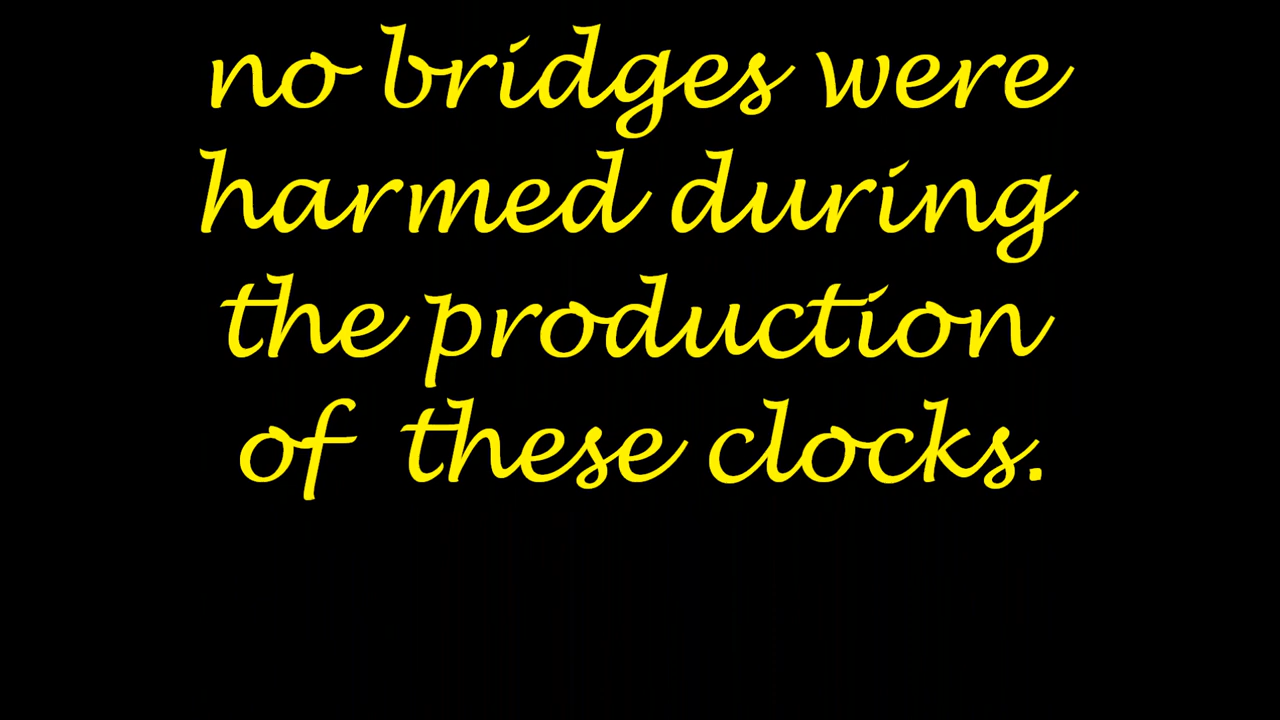 no bridges were
harmed during
the production
of these clocks.